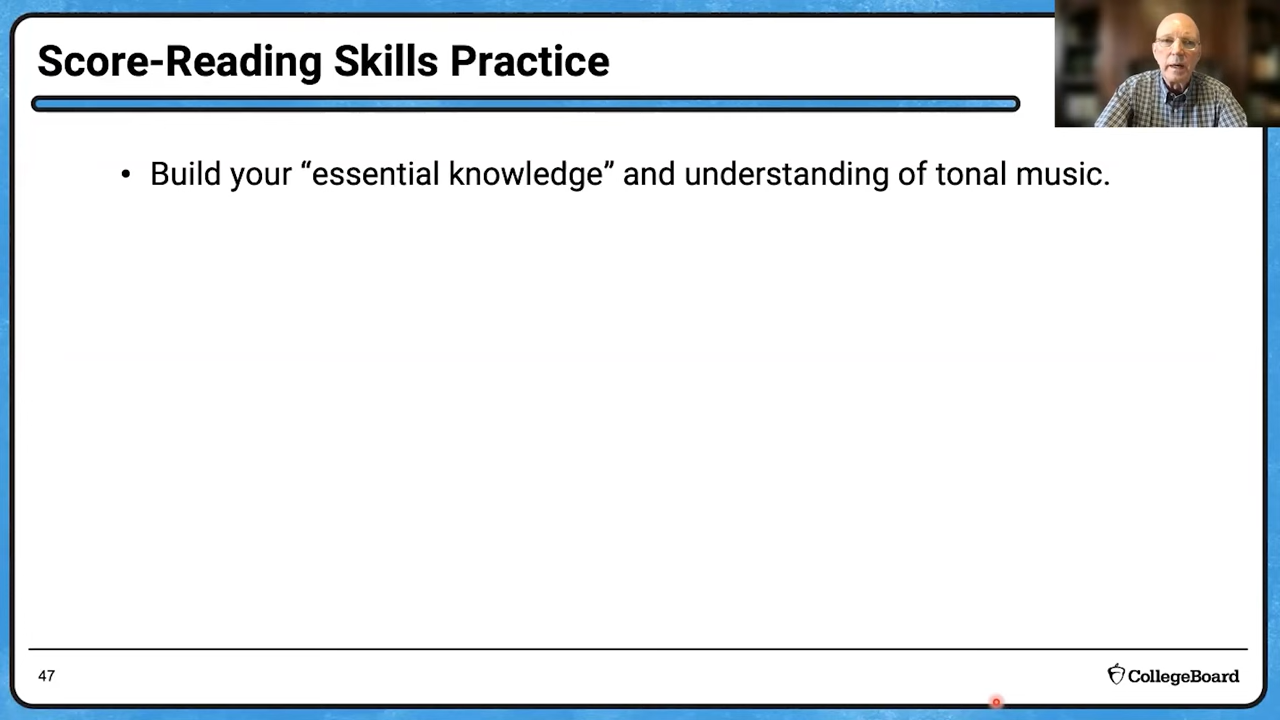 Score-Reading Skills Practice
• Build your “essential knowledge” and understanding of tonal music.
47
CollegeBoard